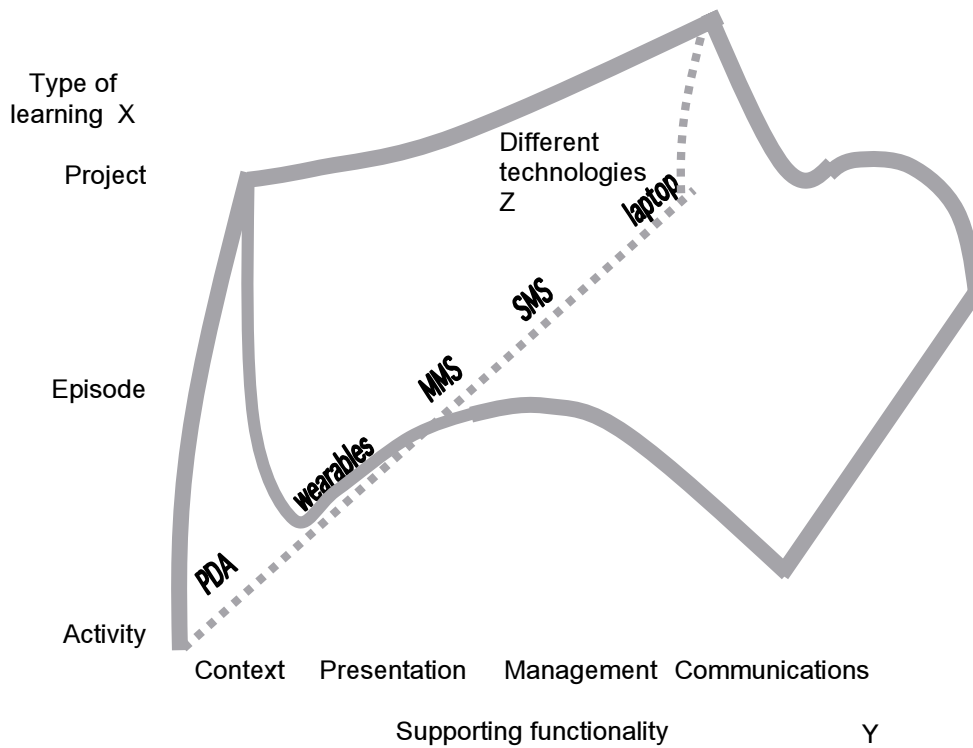 Type of
learning X
Project
Different
technologies
Z
laptop
SMS
Episode
MMS
wearables
PDA
Activity
Context Presentation Management Communications
Supporting functionality Y